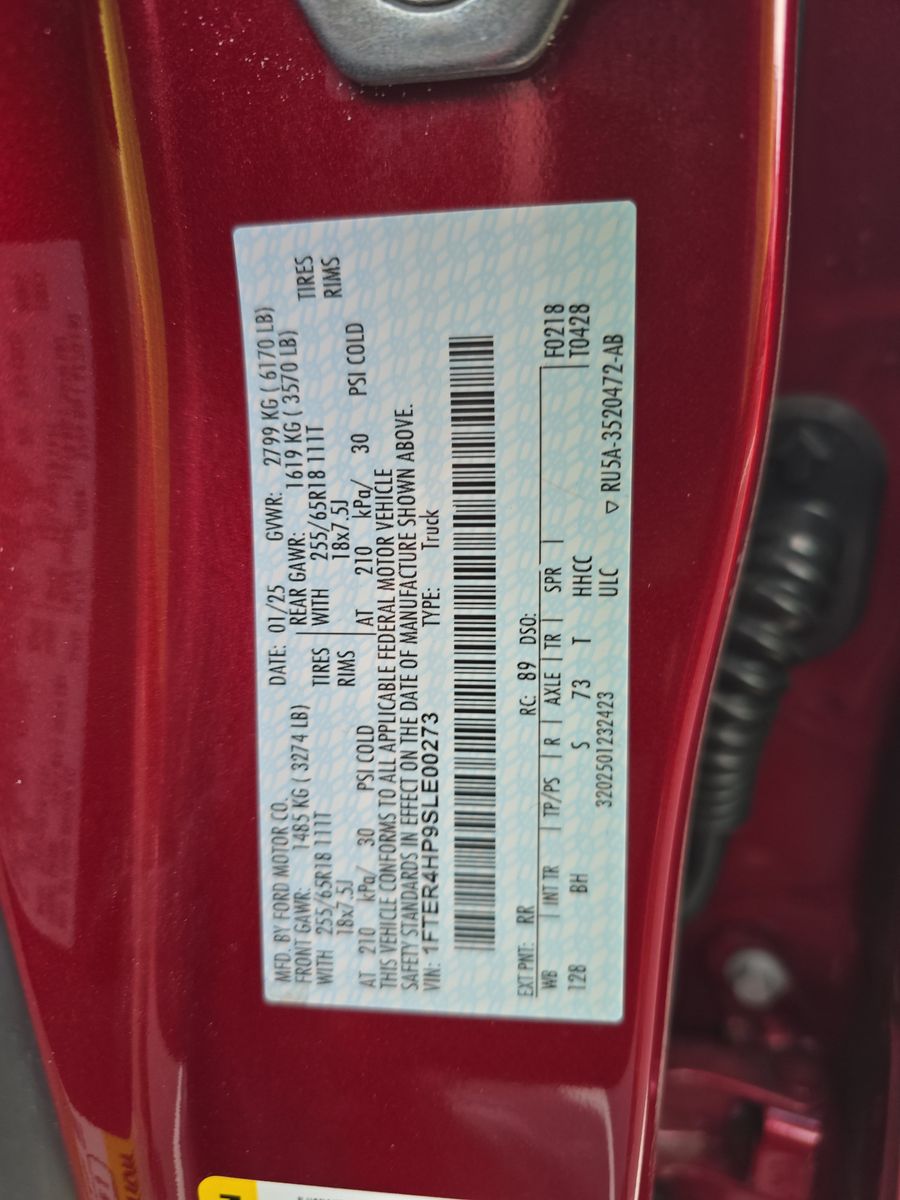 MFD. BY FORD MOTOR CO. DATE: 01/25 GVWR: 2799 KG ( 6170 LB)
FRONT GAWR: 1485 KG ( 3274 LB) REAR GAWR: 1619 KG ( 3570 LB)
WITH 255/65R18 111T TIRES WITH 255/65R18 111T TIRES
18x7.5J RIMS 18x7.5J RIMS
AT 210 kPa/ 30 PSI COLD AT 210 kPa/ 30 PSI COLD
THIS VEHICLE CONFORMS TO ALL APPLICABLE FEDERAL MOTOR VEHICLE
SAFETY STANDARDS IN EFFECT ON THE DATE OF MANUFACTURE SHOWN ABOVE.
VIN: 1FTER4HP9SLE00273 TYPE: Truck
EXT PNT: RR RC: 89 DSO: F0218
WB | INT TR | TP/PS | R | AXLE | TR | SPR | T0428
128 BH S 73 T HHCC
3202501232423 ULC ▽ RU5A-3520472-AB